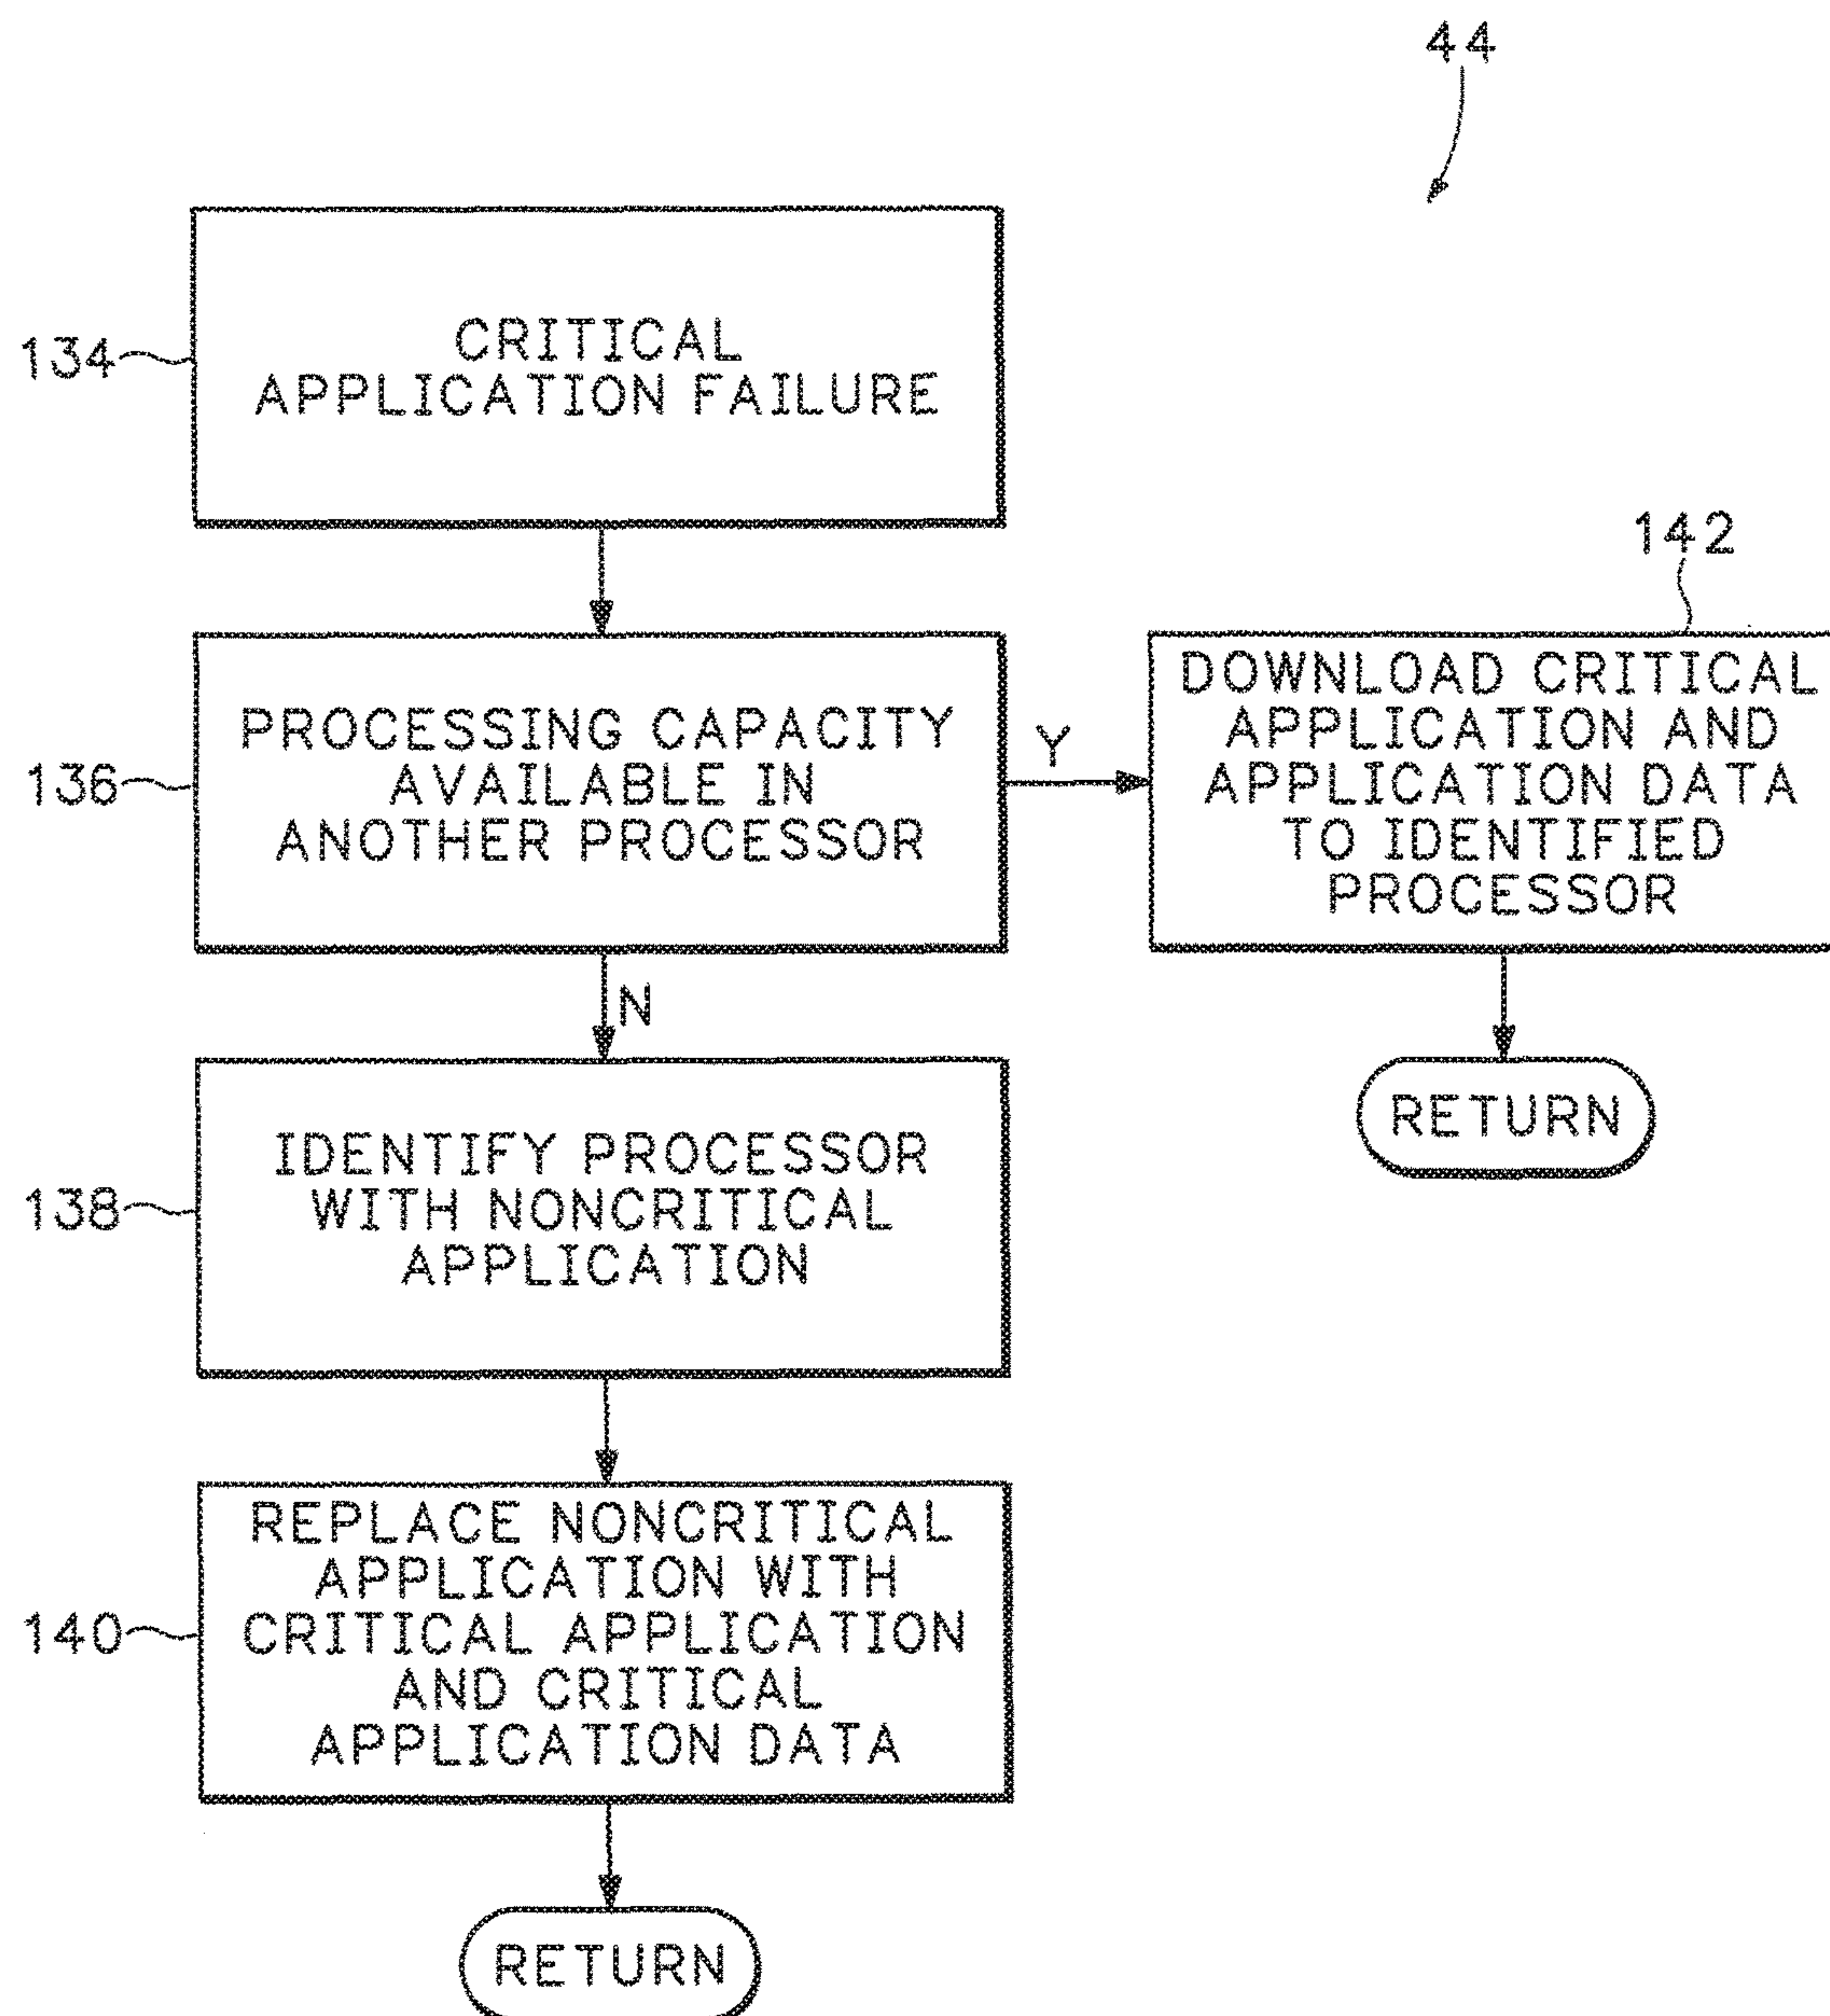 44
134
CRITICAL
APPLICATION FAILURE
136
PROCESSING CAPACITY
AVAILABLE IN
ANOTHER PROCESSOR
Y
142
DOWNLOAD CRITICAL
APPLICATION AND
APPLICATION DATA
TO IDENTIFIED
PROCESSOR
RETURN
N
138
IDENTIFY PROCESSOR
WITH NONCRITICAL
APPLICATION
140
REPLACE NONCRITICAL
APPLICATION WITH
CRITICAL APPLICATION
AND CRITICAL
APPLICATION DATA
RETURN